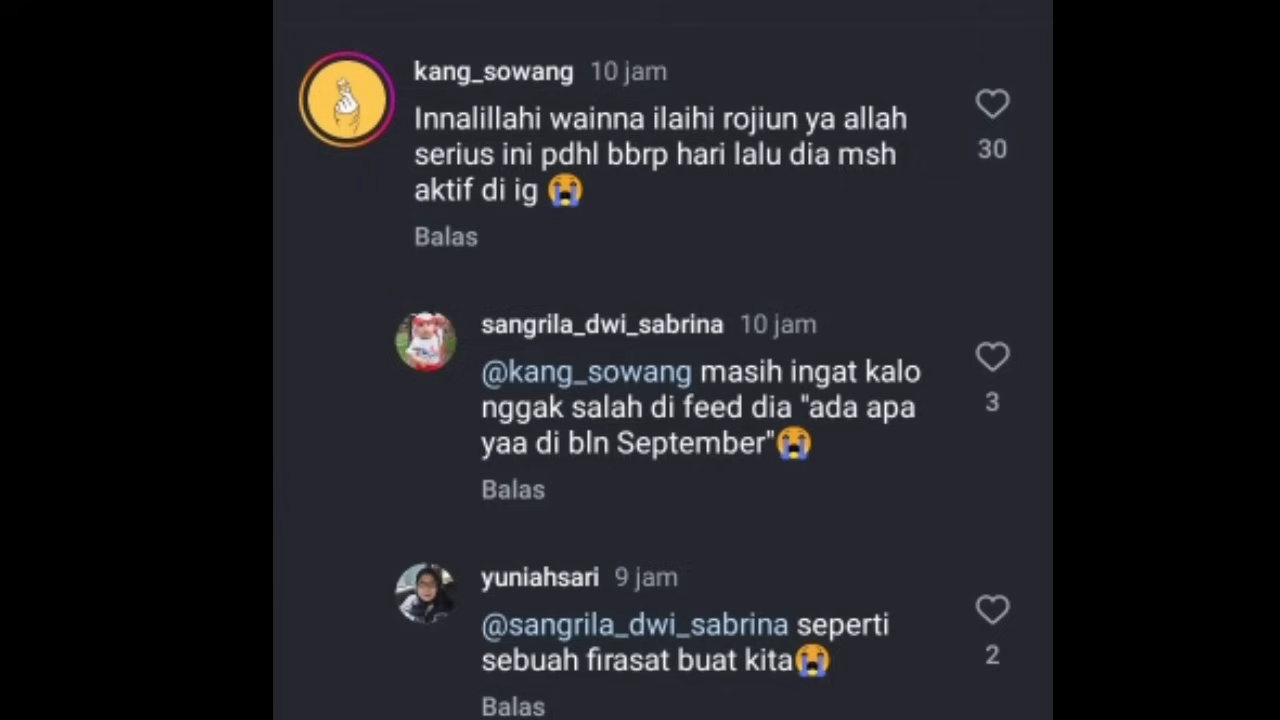 kang_sowang 10 jam
Innalillahi wainna ilaihi rojiun ya allah
serius ini pdhl bbrp hari lalu dia msh
aktif di ig 😭
30
Balas
sangrila_dwi_sabrina 10 jam
@kang_sowang masih ingat kalo
nggak salah di feed dia "ada apa
yaa di bln September"😭
3
Balas
yuniahsari 9 jam
@sangrila_dwi_sabrina seperti
sebuah firasat buat kita😭
2
Balas